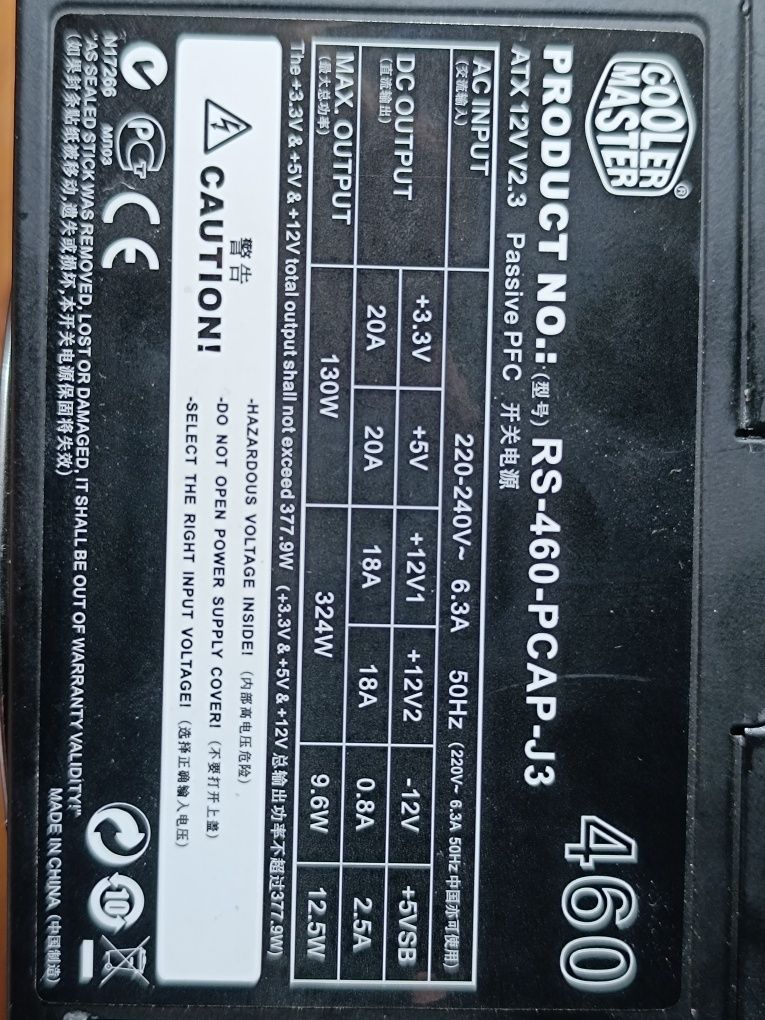 COOLER
MASTER®
460
PRODUCT NO.:(型号) RS-460-PCAP-J3
ATX 12V V2.3 Passive PFC 开关电源
AC INPUT
(交流输入)
220-240V~ 6.3A 50Hz (220V~ 6.3A 50Hz中国亦可使用)
DC OUTPUT
(直流输出)
+3.3V +5V +12V1 +12V2 -12V +5VSB
20A 20A 18A 18A 0.8A 2.5A
MAX. OUTPUT
(最大总功率)
130W 324W 9.6W 12.5W
The +3.3V & +5V & +12V total output shall not exceed 377.9W (+3.3V & +5V & +12V 总输出功率不超过377.9W)
警告
CAUTION!
-HAZARDOUS VOLTAGE INSIDE! (内部高电压危险)
-DO NOT OPEN POWER SUPPLY COVER! (不要打开上盖)
-SELECT THE RIGHT INPUT VOLTAGE! (选择正确输入电压)
N17286
МЛ03
CE
10
"AS SEALED STICK WAS REMOVED, LOST OR DAMAGED, IT SHALL BE OUT OF WARRANTY VALIDITY!"
(如果封条贴纸被移动,遗失或损坏,本开关电源保固将失效)
MADE IN CHINA (中国制造)